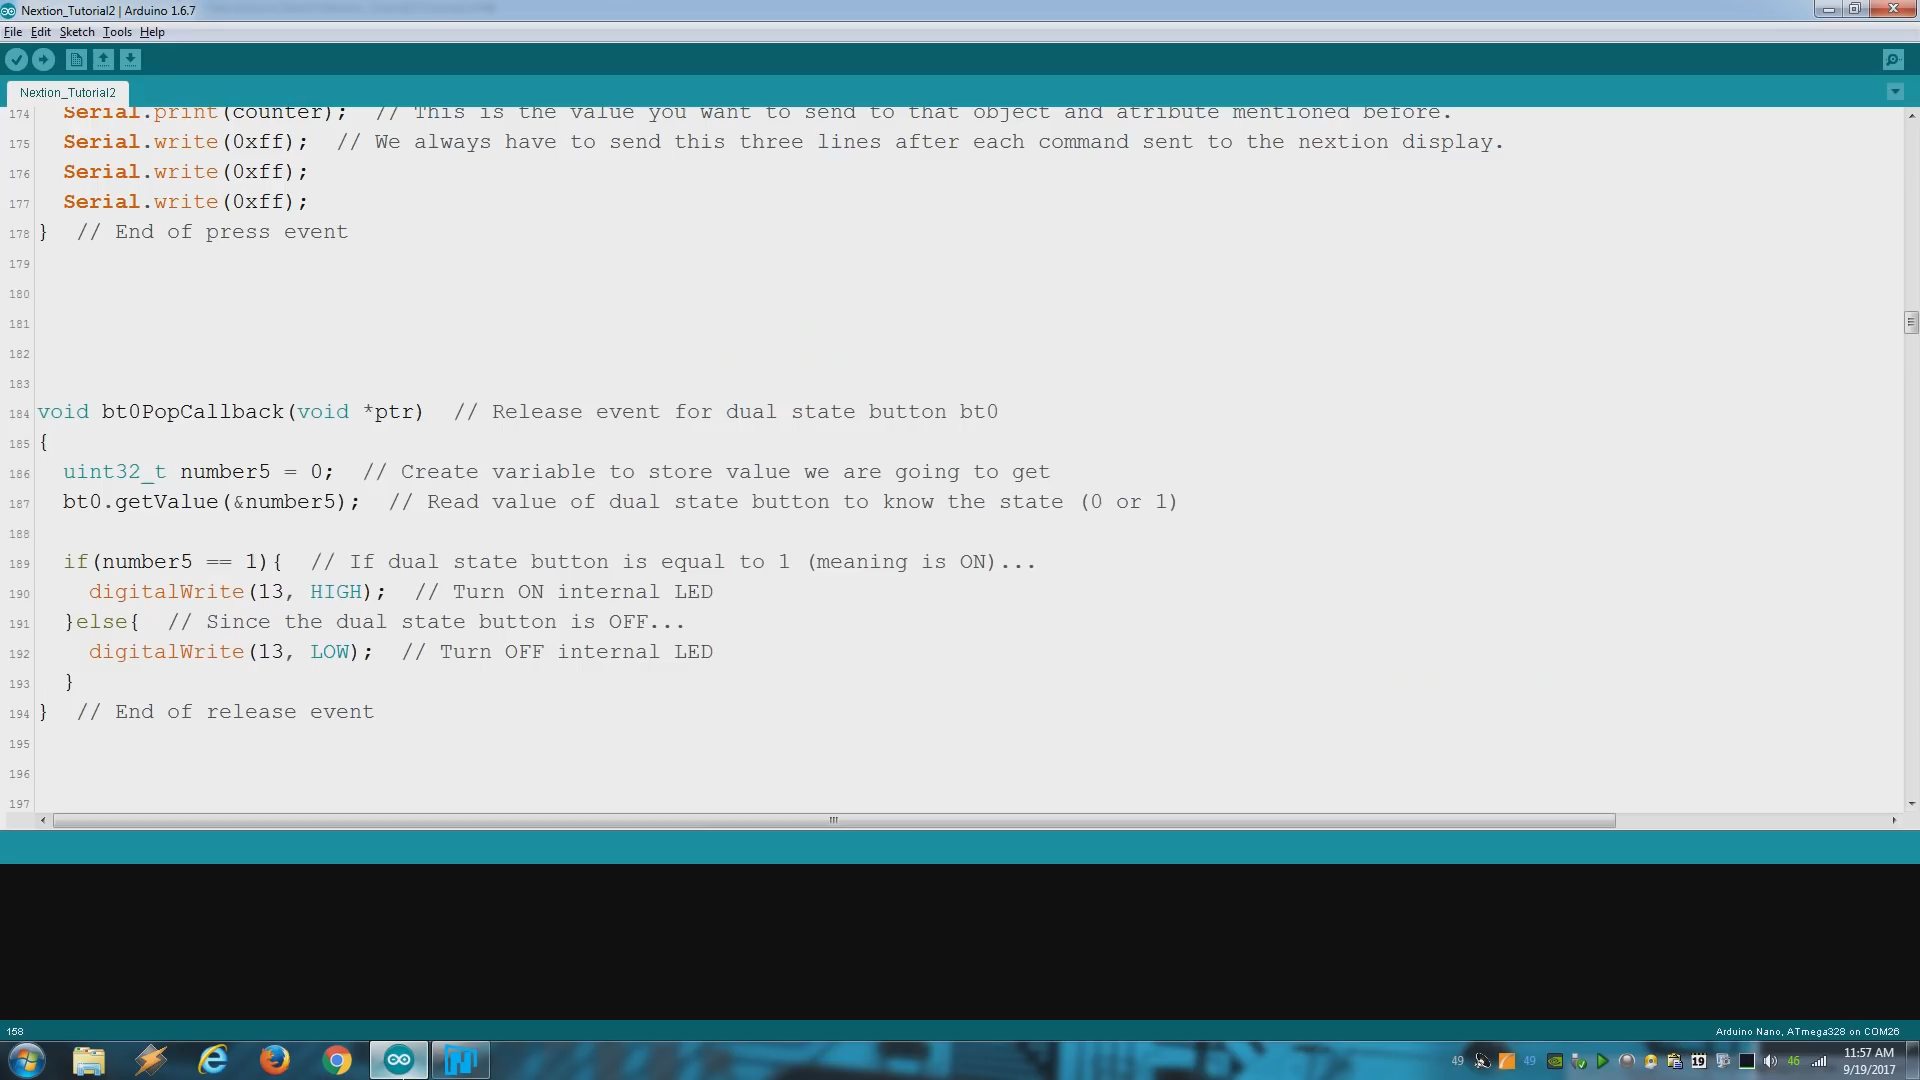 Nextion_Tutorial2 | Arduino 1.6.7
File Edit Sketch Tools Help
Nextion_Tutorial2
174 Serial.print(counter);  // This is the value you want to send to that object and atribute mentioned before.
175 Serial.write(0xff);  // We always have to send this three lines after each command sent to the nextion display.
176 Serial.write(0xff);
177 Serial.write(0xff);
178 }  // End of press event
179
180
181
182
183
184 void bt0PopCallback(void *ptr)  // Release event for dual state button bt0
185 {
186 uint32_t number5 = 0;  // Create variable to store value we are going to get
187 bt0.getValue(&number5);  // Read value of dual state button to know the state (0 or 1)
188
189 if(number5 == 1){  // If dual state button is equal to 1 (meaning is ON)...
190 digitalWrite(13, HIGH);  // Turn ON internal LED
191 }else{  // Since the dual state button is OFF...
192 digitalWrite(13, LOW);  // Turn OFF internal LED
193 }
194 }  // End of release event
195
196
197
158
Arduino Nano, ATmega328 on COM26
49 49 19 46 11:57 AM
9/19/2017